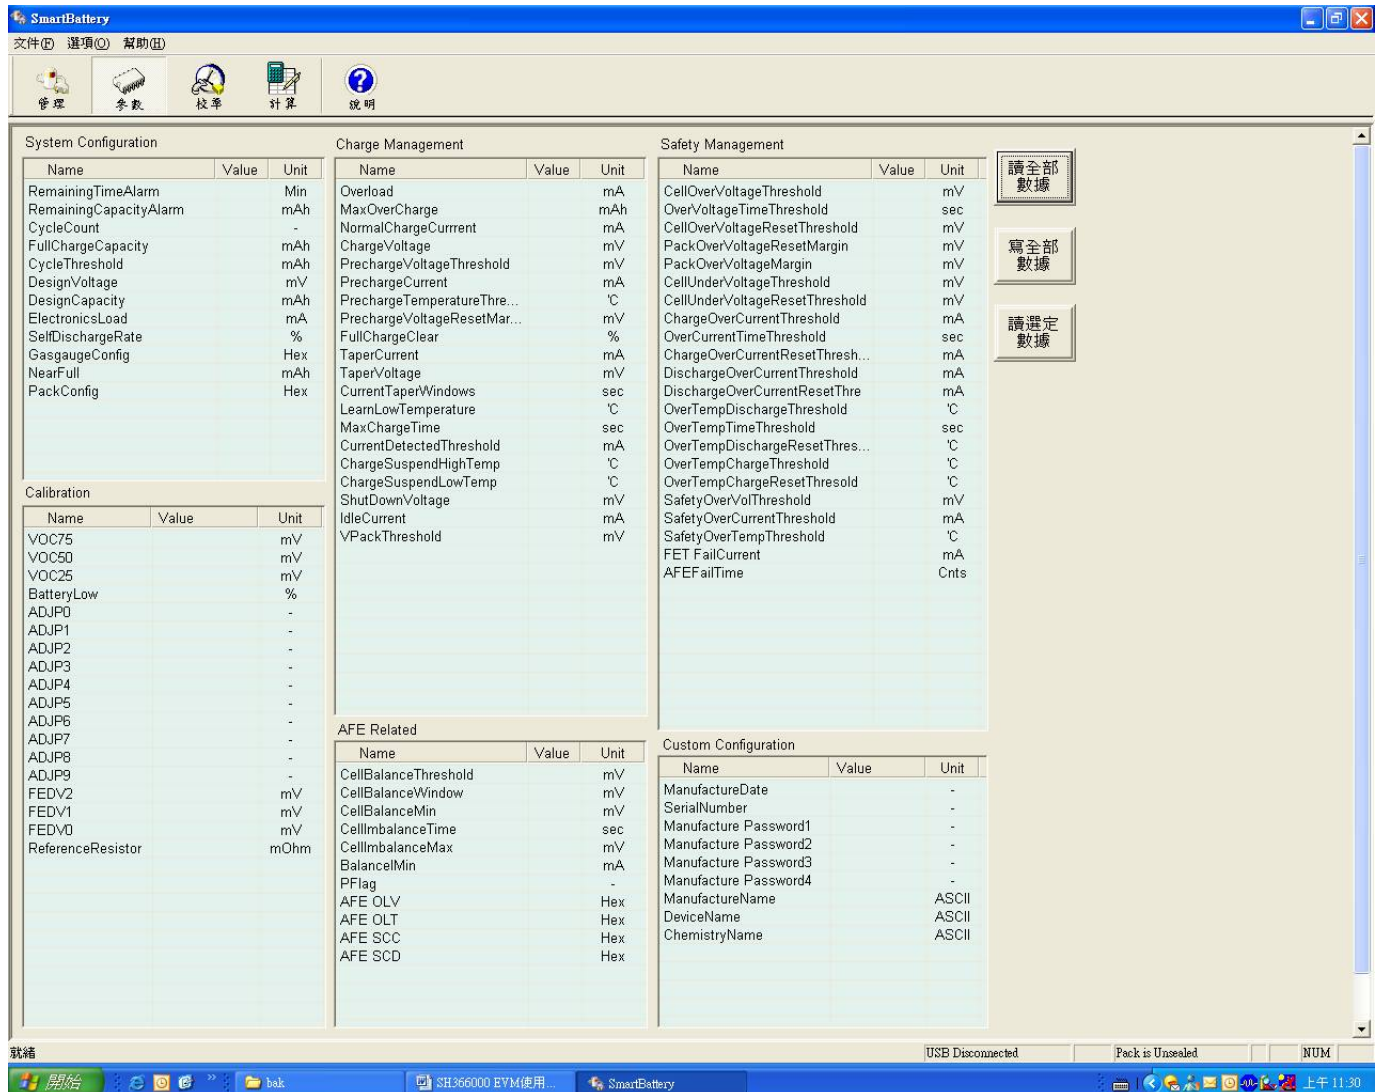 SmartBattery
文件(F) 選項(O) 幫助(H)
管理 參數 校準 計算 說明
System Configuration
Name Value Unit
RemainingTimeAlarm Min
RemainingCapacityAlarm mAh
CycleCount -
FullChargeCapacity mAh
CycleThreshold mAh
DesignVoltage mV
DesignCapacity mAh
ElectronicsLoad mA
SelfDischargeRate %
GasgaugeConfig Hex
NearFull mAh
PackConfig Hex
Calibration
Name Value Unit
VOC75 mV
VOC50 mV
VOC25 mV
BatteryLow %
ADJP0 -
ADJP1 -
ADJP2 -
ADJP3 -
ADJP4 -
ADJP5 -
ADJP6 -
ADJP7 -
ADJP8 -
ADJP9 -
FEDV2 mV
FEDV1 mV
FEDV0 mV
ReferenceResistor mOhm
Charge Management
Name Value Unit
Overload mA
MaxOverCharge mAh
NormalChargeCurrrent mA
ChargeVoltage mV
PrechargeVoltageThreshold mV
PrechargeCurrent mA
PrechargeTemperatureThre... 'C
PrechargeVoltageResetMar... mV
FullChargeClear %
TaperCurrent mA
TaperVoltage mV
CurrentTaperWindows sec
LearnLowTemperature 'C
MaxChargeTime sec
CurrentDetectedThreshold mA
ChargeSuspendHighTemp 'C
ChargeSuspendLowTemp 'C
ShutDownVoltage mV
IdleCurrent mA
VPackThreshold mV
AFE Related
Name Value Unit
CellBalanceThreshold mV
CellBalanceWindow mV
CellBalanceMin mV
CellImbalanceTime sec
CellImbalanceMax mV
BalanceIMin mA
PFlag -
AFE OLV Hex
AFE OLT Hex
AFE SCC Hex
AFE SCD Hex
Safety Management
Name Value Unit
CellOverVoltageThreshold mV
OverVoltageTimeThreshold sec
CellOverVoltageResetThreshold mV
PackOverVoltageResetMargin mV
PackOverVoltageMargin mV
CellUnderVoltageThreshold mV
CellUnderVoltageResetThreshold mV
ChargeOverCurrentThreshold mA
OverCurrentTimeThreshold sec
ChargeOverCurrentResetThresh... mA
DischargeOverCurrentThreshold mA
DischargeOverCurrentResetThre mA
OverTempDischargeThreshold 'C
OverTempTimeThreshold sec
OverTempDischargeResetThres... 'C
OverTempChargeThreshold 'C
OverTempChargeResetThresold 'C
SafetyOverVolThreshold mV
SafetyOverCurrentThreshold mA
SafetyOverTempThreshold 'C
FET FailCurrent mA
AFEFailTime Cnts
Custom Configuration
Name Value Unit
ManufactureDate -
SerialNumber -
Manufacture Password1 -
Manufacture Password2 -
Manufacture Password3 -
Manufacture Password4 -
ManufactureName ASCII
DeviceName ASCII
ChemistryName ASCII
讀全部
數據
寫全部
數據
讀選定
數據
就緒 USB Disconnected Pack is Unsealed NUM
開始 bak SH366000 EVM使用... SmartBattery 上午 11:30